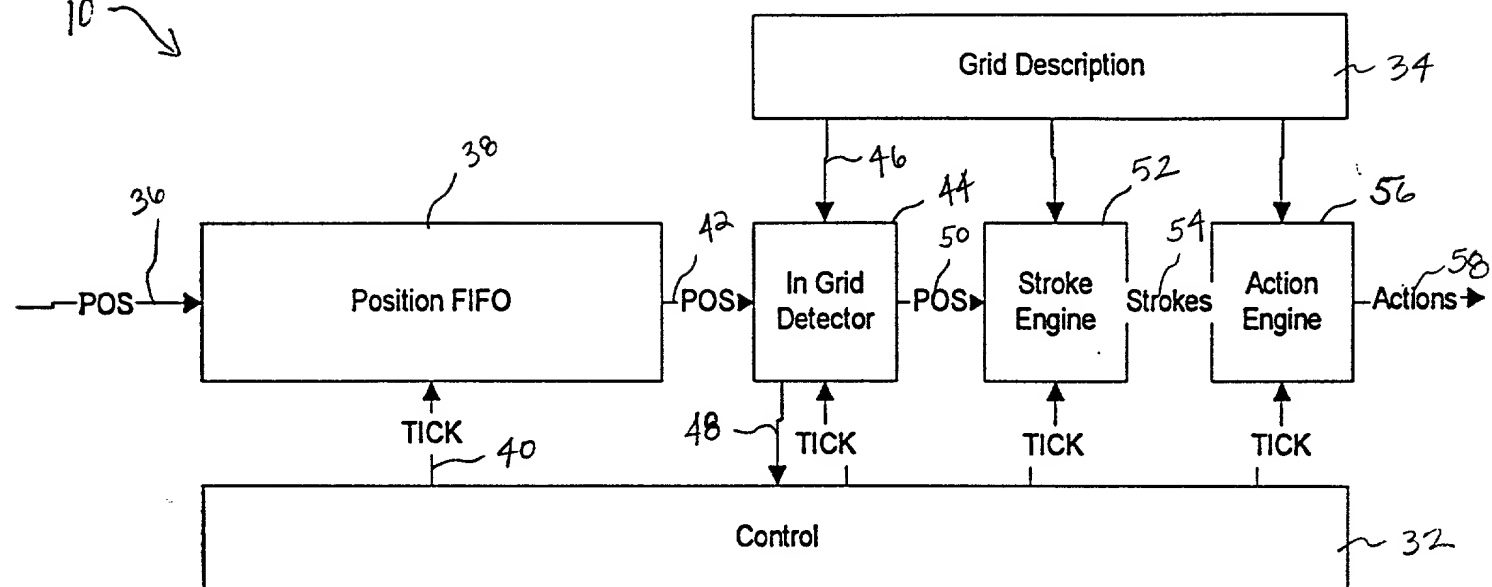 10
Grid Description
34
38
46
36
42
44
50
52
54
56
58
POS
Position FIFO
POS
In Grid
Detector
POS
Stroke
Engine
Strokes
Action
Engine
Actions
TICK
40
48
TICK
TICK
TICK
Control
32